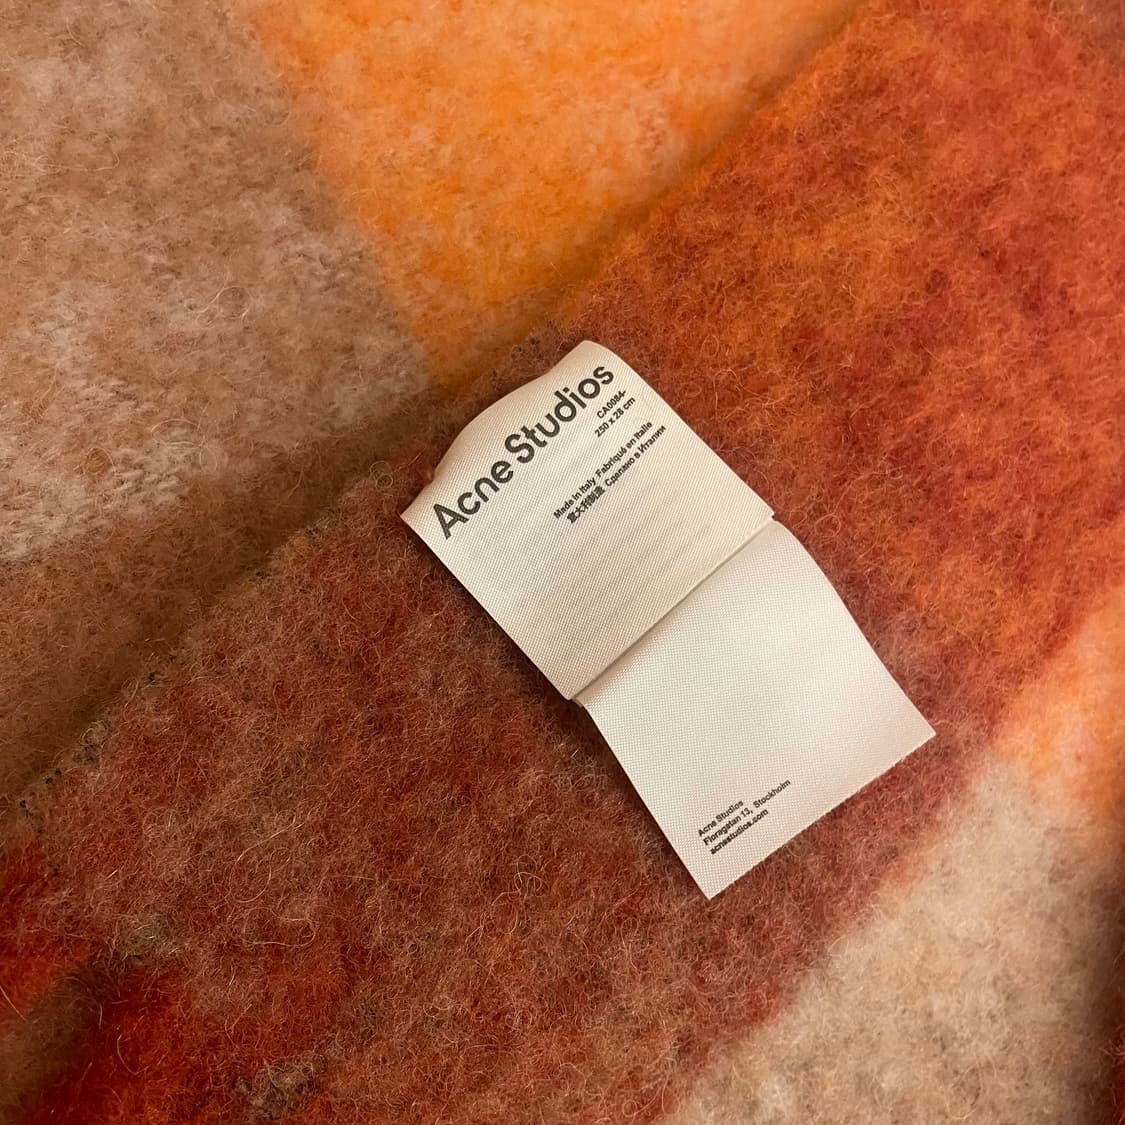 Acne Studios
CA0084-
250 x 28 cm
Made in Italy Fabriqué en Italie
意大利制造 Сделано в Италии
Acne Studios
Floragatan 13, Stockholm
acnestudios.com